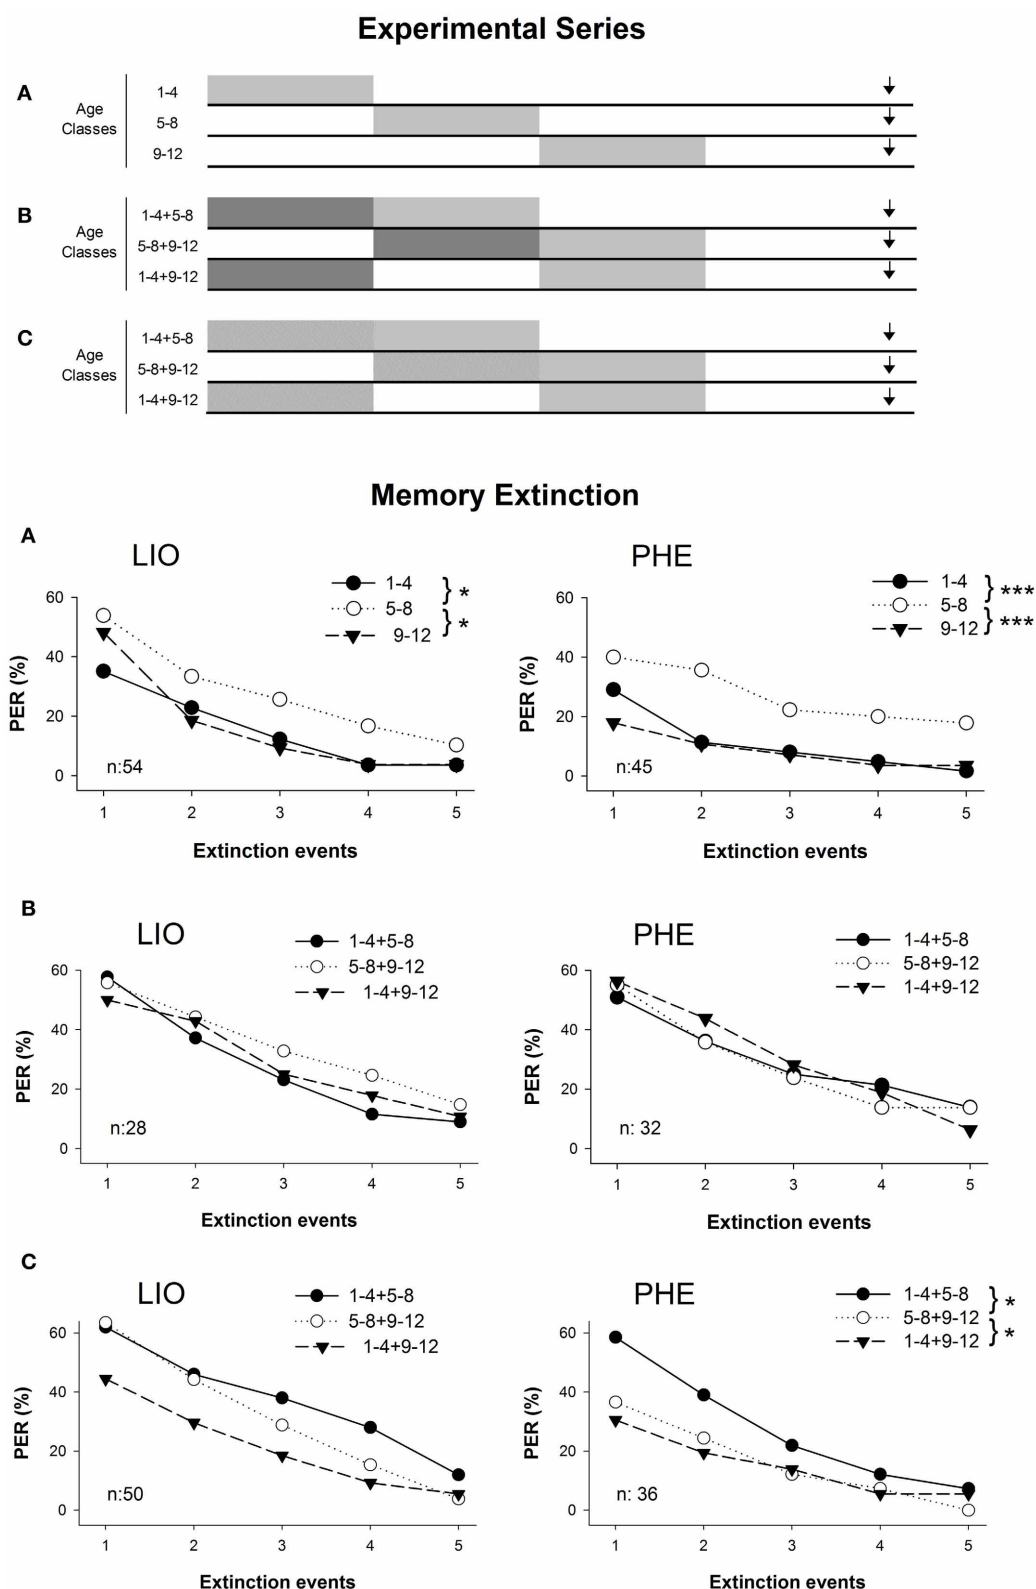 Experimental Series
A
Age
Classes
1-4
5-8
9-12
B
Age
Classes
1-4+5-8
5-8+9-12
1-4+9-12
C
Age
Classes
1-4+5-8
5-8+9-12
1-4+9-12
Memory Extinction
A
LIO
1-4
5-8
9-12
*
*
PER (%)
60
40
20
0
n:54
1 2 3 4 5
Extinction events
PHE
1-4
5-8
9-12
***
***
PER (%)
60
40
20
0
n:45
1 2 3 4 5
Extinction events
B
LIO
1-4+5-8
5-8+9-12
1-4+9-12
PER (%)
60
40
20
0
n:28
1 2 3 4 5
Extinction events
PHE
1-4+5-8
5-8+9-12
1-4+9-12
PER (%)
60
40
20
0
n: 32
1 2 3 4 5
Extinction events
C
LIO
1-4+5-8
5-8+9-12
1-4+9-12
PER (%)
60
40
20
0
n:50
1 2 3 4 5
Extinction events
PHE
1-4+5-8
5-8+9-12
1-4+9-12
*
*
PER (%)
60
40
20
0
n: 36
1 2 3 4 5
Extinction events